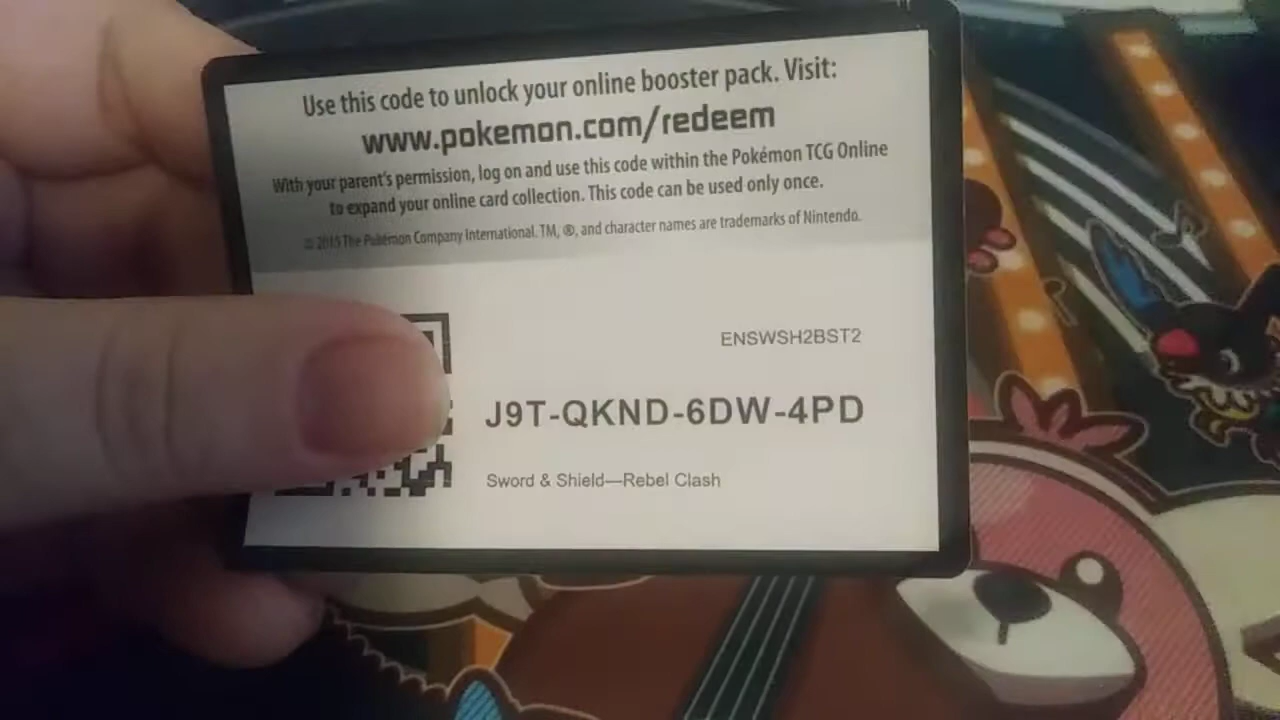 Use this code to unlock your online booster pack. Visit:
www.pokemon.com/redeem
With your parent's permission, log on and use this code within the Pokémon TCG Online
to expand your online card collection. This code can be used only once.
© 2015 The Pokémon Company International. TM, ®, and character names are trademarks of Nintendo.
ENSWSH2BST2
J9T-QKND-6DW-4PD
Sword & Shield—Rebel Clash